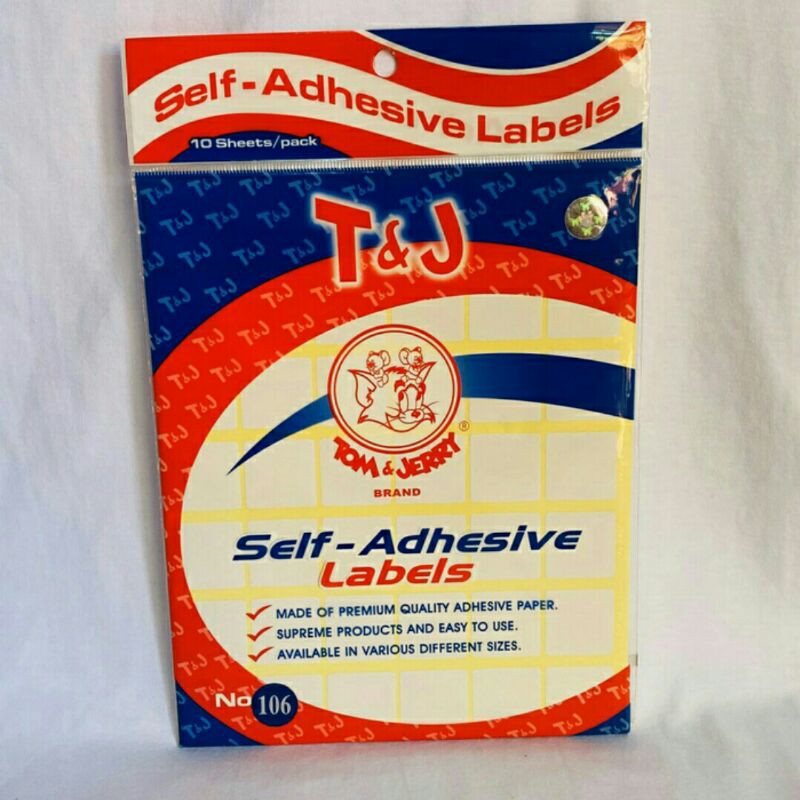 Self-Adhesive Labels
10 Sheets/pack
T&J
TOM & JERRY®
BRAND
Self-Adhesive
Labels
MADE OF PREMIUM QUALITY ADHESIVE PAPER.
SUPREME PRODUCTS AND EASY TO USE.
AVAILABLE IN VARIOUS DIFFERENT SIZES.
No 106